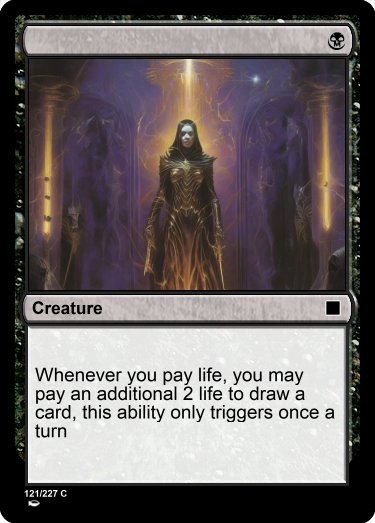 Creature
Whenever you pay life, you may
pay an additional 2 life to draw a
card, this ability only triggers once a
turn
121/227 C